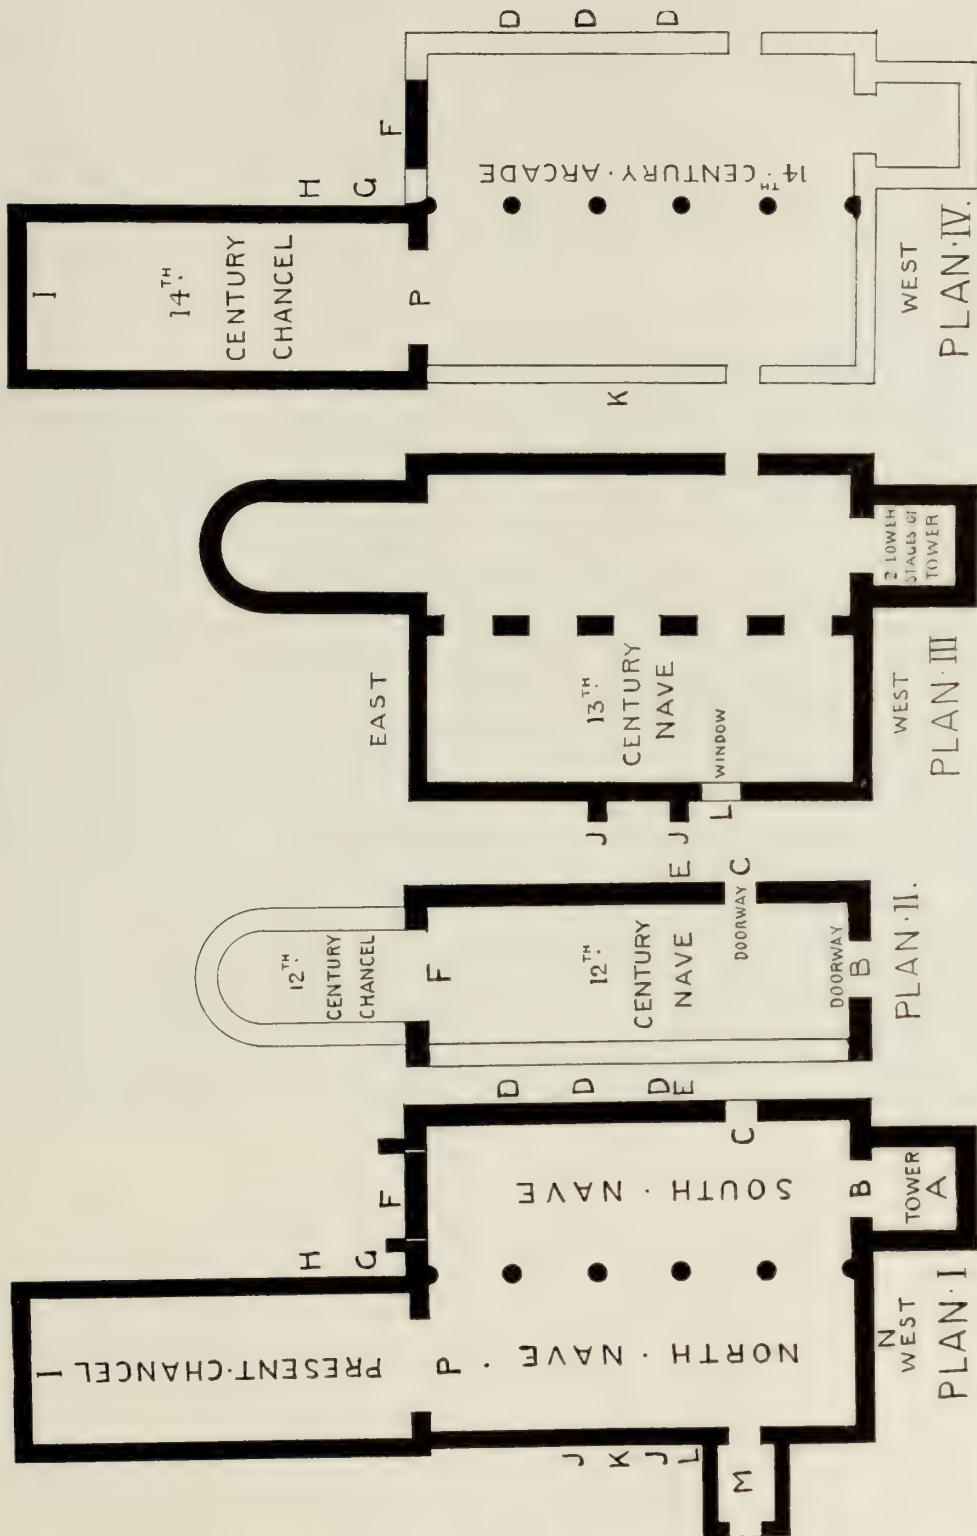 I
PRESENT·CHANCEL
H
G
F
P
NORTH · NAVE ·
SOUTH · NAVE
D
D
D
E
J
K
J
L
M
C
B
TOWER
A
N
WEST
PLAN·I
12TH
CENTURY
CHANCEL
F
12TH
CENTURY
NAVE
E
DOORWAY
C
DOORWAY
B
PLAN·II.
EAST
13TH
CENTURY
NAVE
J
J
L
WINDOW
2 LOWER
STAGES OF
TOWER
WEST
PLAN·III
I
14TH
CENTURY
CHANCEL
H
G
F
P
D
D
D
14TH CENTURY·ARCADE
K
WEST
PLAN·IV.